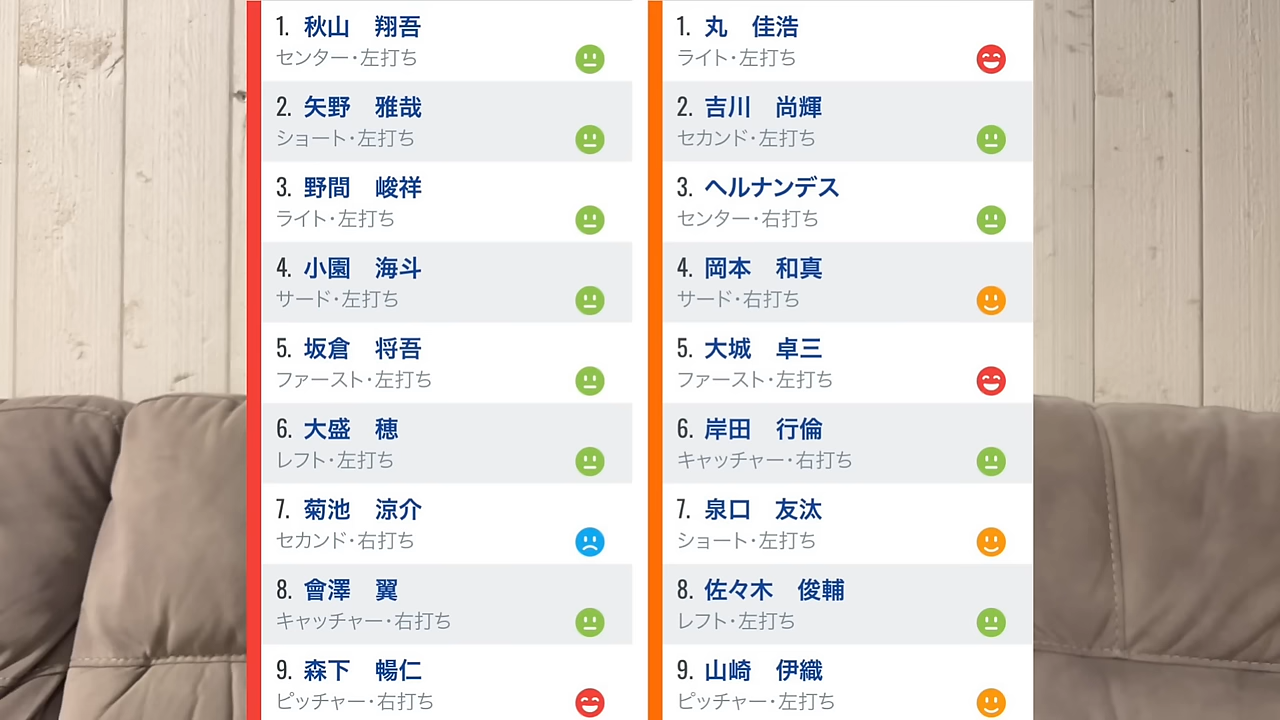 1. 秋山　翔吾
センター・左打ち
2. 矢野　雅哉
ショート・左打ち
3. 野間　峻祥
ライト・左打ち
4. 小園　海斗
サード・左打ち
5. 坂倉　将吾
ファースト・左打ち
6. 大盛　穂
レフト・左打ち
7. 菊池　涼介
セカンド・右打ち
8. 會澤　翼
キャッチャー・右打ち
9. 森下　暢仁
ピッチャー・右打ち
1. 丸　佳浩
ライト・左打ち
2. 吉川　尚輝
セカンド・左打ち
3. ヘルナンデス
センター・右打ち
4. 岡本　和真
サード・右打ち
5. 大城　卓三
ファースト・左打ち
6. 岸田　行倫
キャッチャー・右打ち
7. 泉口　友汰
ショート・左打ち
8. 佐々木　俊輔
レフト・左打ち
9. 山崎　伊織
ピッチャー・左打ち